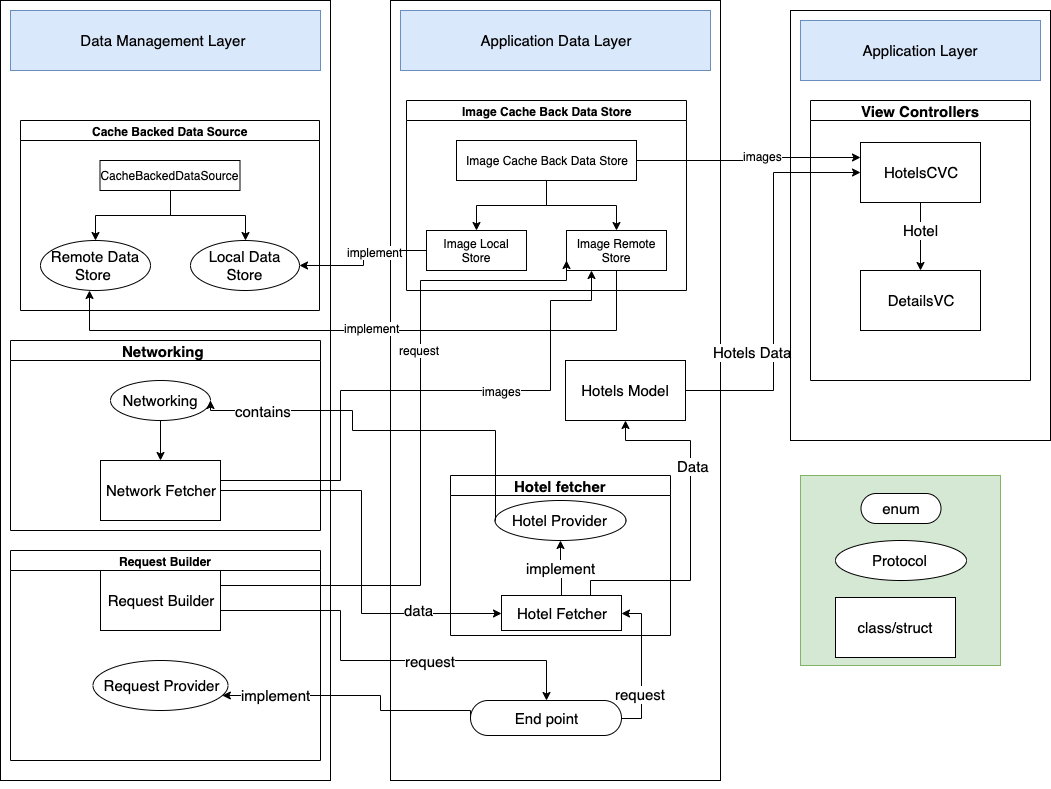 Data Management Layer
Application Data Layer
Application Layer
Cache Backed Data Source
CacheBackedDataSource
Remote Data
Store
Local Data
Store
Image Cache Back Data Store
Image Cache Back Data Store
Image Local
Store
Image Remote
Store
implement
implement
request
images
images
View Controllers
HotelsCVC
Hotel
DetailsVC
Hotels Data
Hotels Model
Data
Networking
Networking
contains
Network Fetcher
Hotel fetcher
Hotel Provider
implement
Hotel Fetcher
data
Request Builder
Request Builder
request
Request Provider
implement
End point
request
enum
Protocol
class/struct